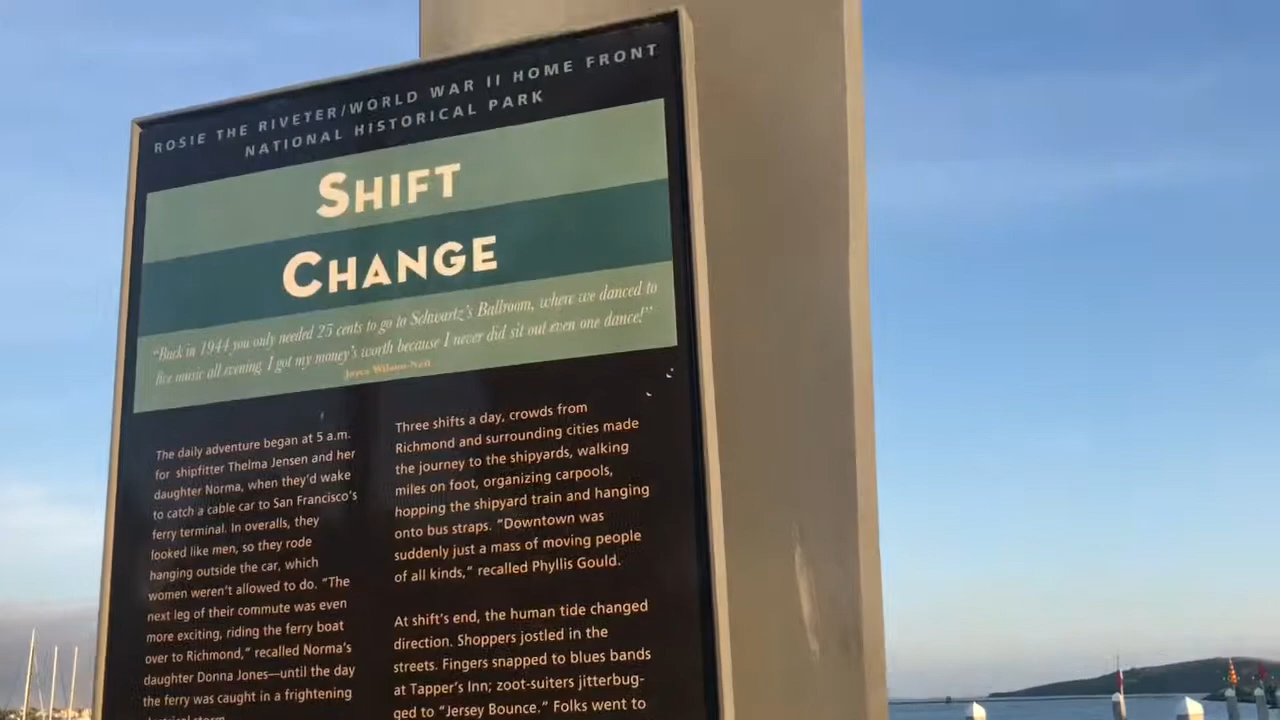 ROSIE THE RIVETER/WORLD WAR II HOME FRONT
NATIONAL HISTORICAL PARK
SHIFT
CHANGE
"Back in 1944 you only needed 25 cents to go to Schwartz's Ballroom, where we danced to
live music all evening. I got my money's worth because I never did sit out even one dance!"
Joyce Wilson-Neil
The daily adventure began at 5 a.m.
for shipfitter Thelma Jensen and her
daughter Norma, when they'd wake
to catch a cable car to San Francisco's
ferry terminal. In overalls, they
looked like men, so they rode
hanging outside the car, which
women weren't allowed to do. "The
next leg of their commute was even
more exciting, riding the ferry boat
over to Richmond," recalled Norma's
daughter Donna Jones—until the day
the ferry was caught in a frightening
Three shifts a day, crowds from
Richmond and surrounding cities made
the journey to the shipyards, walking
miles on foot, organizing carpools,
hopping the shipyard train and hanging
onto bus straps. "Downtown was
suddenly just a mass of moving people
of all kinds," recalled Phyllis Gould.
At shift's end, the human tide changed
direction. Shoppers jostled in the
streets. Fingers snapped to blues bands
at Tapper's Inn; zoot-suiters jitterbug-
ged to "Jersey Bounce." Folks went to